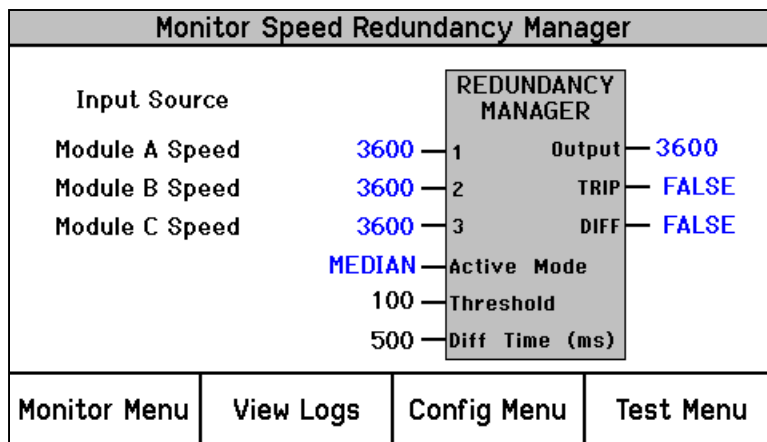 Monitor Speed Redundancy Manager
Input Source
REDUNDANCY
MANAGER
Module A Speed 3600 1 Output 3600
Module B Speed 3600 2 TRIP FALSE
Module C Speed 3600 3 DIFF FALSE
MEDIAN Active Mode
100 Threshold
500 Diff Time (ms)
Monitor Menu View Logs Config Menu Test Menu